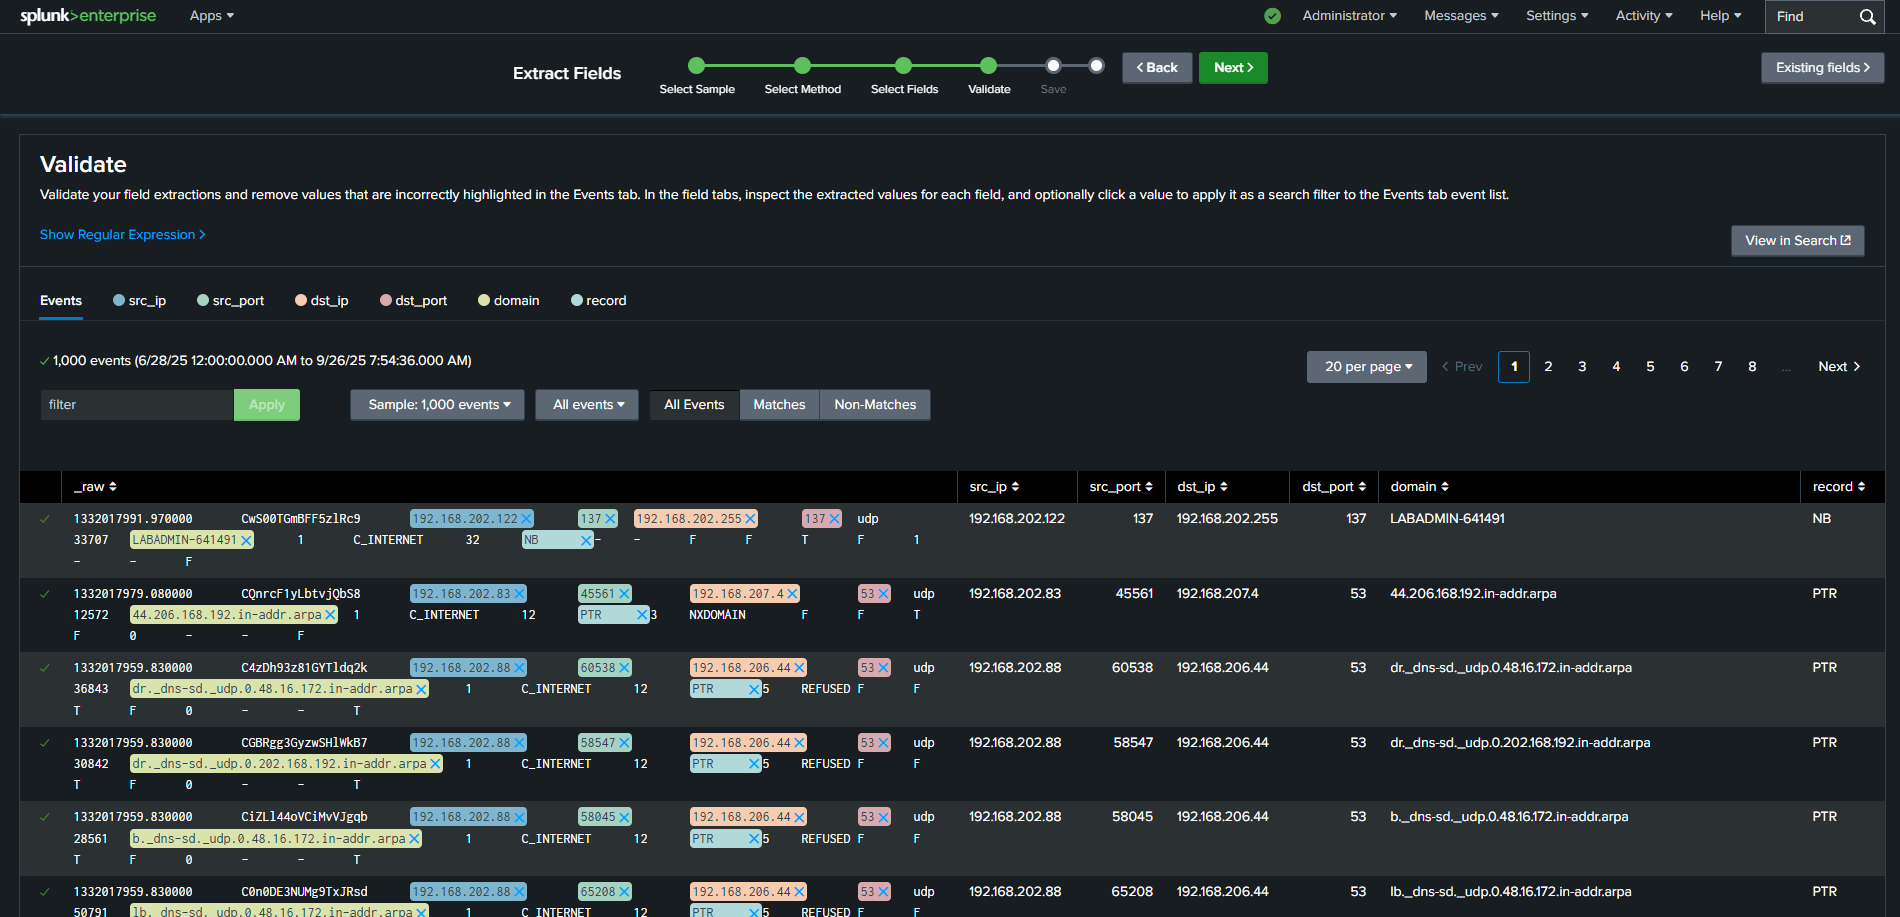 splunk>enterprise Apps Administrator Messages Settings Activity Help Find
Extract Fields Select Sample Select Method Select Fields Validate Save < Back Next > Existing fields >
Validate
Validate your field extractions and remove values that are incorrectly highlighted in the Events tab. In the field tabs, inspect the extracted values for each field, and optionally click a value to apply it as a search filter to the Events tab event list.
Show Regular Expression >
View in Search
Events src_ip src_port dst_ip dst_port domain record
1,000 events (6/28/25 12:00:00.000 AM to 9/26/25 7:54:36.000 AM)
20 per page < Prev 1 2 3 4 5 6 7 8 ... Next >
filter Apply Sample: 1,000 events All events All Events Matches Non-Matches
_raw src_ip src_port dst_ip dst_port domain record
1332017991.970000 CwS00TGmBFF5zlRc9 192.168.202.122 137 192.168.202.255 137 udp 192.168.202.122 137 192.168.202.255 137 LABADMIN-641491 NB
33707 LABADMIN-641491 1 C_INTERNET 32 NB - - F F T F 1
- - F
1332017979.080000 CQnrcF1yLbtvjQbS8 192.168.202.83 45561 192.168.207.4 53 udp 192.168.202.83 45561 192.168.207.4 53 44.206.168.192.in-addr.arpa PTR
12572 44.206.168.192.in-addr.arpa 1 C_INTERNET 12 PTR 3 NXDOMAIN F F T
F 0 - - F
1332017959.830000 C4zDh93z81GYTldq2k 192.168.202.88 60538 192.168.206.44 53 udp 192.168.202.88 60538 192.168.206.44 53 dr._dns-sd._udp.0.48.16.172.in-addr.arpa PTR
36843 dr._dns-sd._udp.0.48.16.172.in-addr.arpa 1 C_INTERNET 12 PTR 5 REFUSED F F
T F 0 - - T
1332017959.830000 CGBRgg3GyzwSHlWkB7 192.168.202.88 58547 192.168.206.44 53 udp 192.168.202.88 58547 192.168.206.44 53 dr._dns-sd._udp.0.202.168.192.in-addr.arpa PTR
30842 dr._dns-sd._udp.0.202.168.192.in-addr.arpa 1 C_INTERNET 12 PTR 5 REFUSED F F
T F 0 - - T
1332017959.830000 CiZLl44oVCiMvVJgqb 192.168.202.88 58045 192.168.206.44 53 udp 192.168.202.88 58045 192.168.206.44 53 b._dns-sd._udp.0.48.16.172.in-addr.arpa PTR
28561 b._dns-sd._udp.0.48.16.172.in-addr.arpa 1 C_INTERNET 12 PTR 5 REFUSED F F
T F 0 - - T
1332017959.830000 C0n0DE3NUMg9TxJRsd 192.168.202.88 65208 192.168.206.44 53 udp 192.168.202.88 65208 192.168.206.44 53 lb._dns-sd._udp.0.48.16.172.in-addr.arpa PTR
50791 lb._dns-sd._udp.0.48.16.172.in-addr.arpa 1 C_INTERNET 12 PTR 5 REFUSED F F